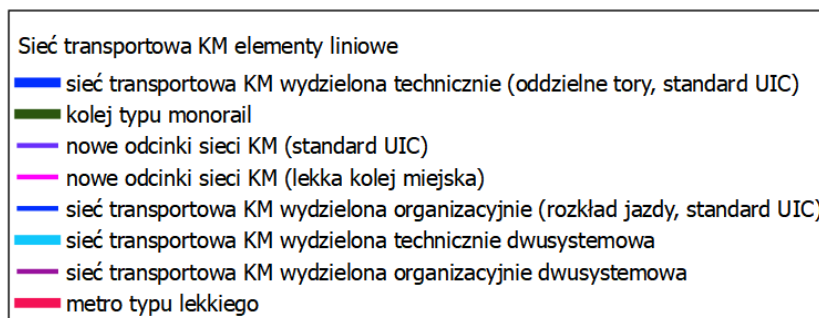 Sieć transportowa KM elementy liniowe
sieć transportowa KM wydzielona technicznie (oddzielne tory, standard UIC)
kolej typu monorail
nowe odcinki sieci KM (standard UIC)
nowe odcinki sieci KM (lekka kolej miejska)
sieć transportowa KM wydzielona organizacyjnie (rozkład jazdy, standard UIC)
sieć transportowa KM wydzielona technicznie dwusystemowa
sieć transportowa KM wydzielona organizacyjnie dwusystemowa
metro typu lekkiego